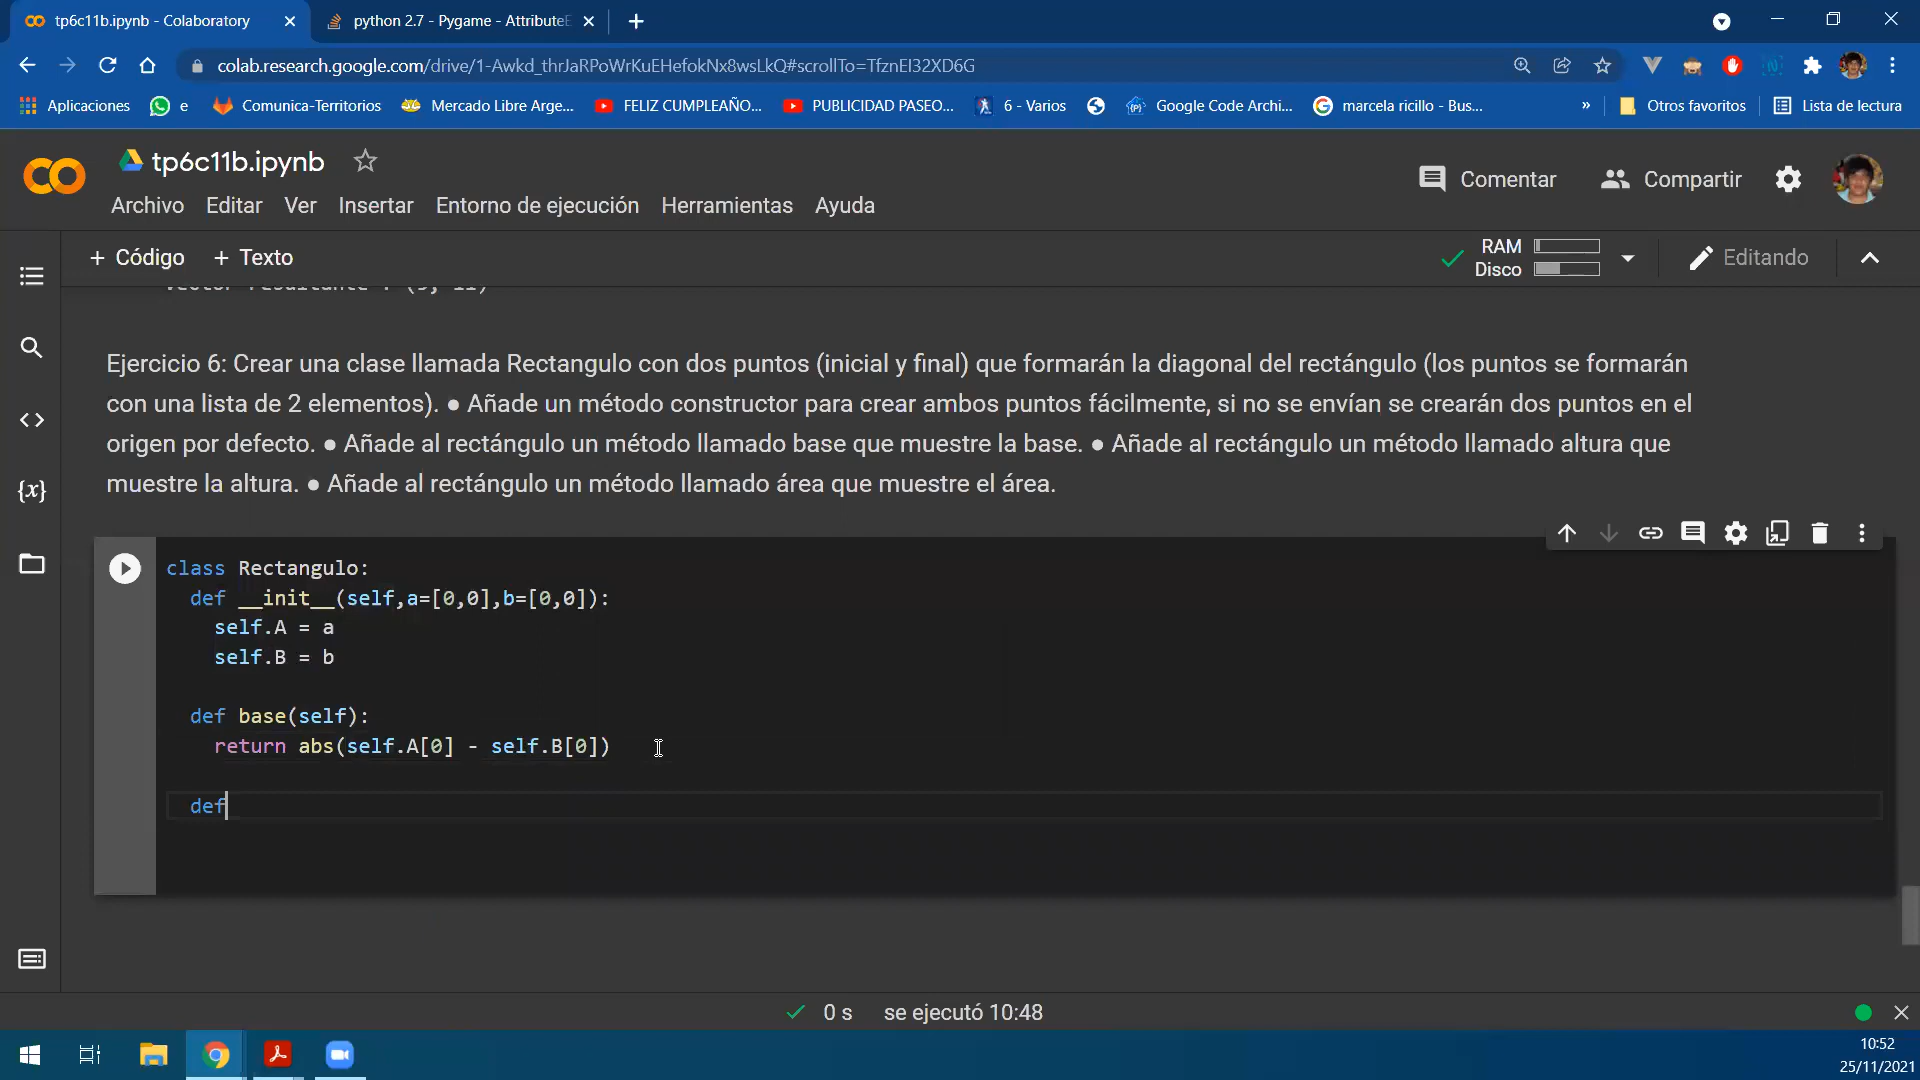 tp6c11b.ipynb - Colaboratory
python 2.7 - Pygame - AttributeE
colab.research.google.com/drive/1-Awkd_thrJaRPoWrKuEHefokNx8wsLkQ#scrollTo=TfznEl32XD6G
Aplicaciones
e
Comunica-Territorios
Mercado Libre Arge...
FELIZ CUMPLEAÑO...
PUBLICIDAD PASEO...
6 - Varios
Google Code Archi...
marcela ricillo - Bus...
»
Otros favoritos
Lista de lectura
tp6c11b.ipynb
Comentar
Compartir
Archivo Editar Ver Insertar Entorno de ejecución Herramientas Ayuda
+ Código + Texto
RAM
Disco
Editando
Vector resultante : (9, 11)
Ejercicio 6: Crear una clase llamada Rectangulo con dos puntos (inicial y final) que formarán la diagonal del rectángulo (los puntos se formarán
con una lista de 2 elementos). ● Añade un método constructor para crear ambos puntos fácilmente, si no se envían se crearán dos puntos en el
origen por defecto. ● Añade al rectángulo un método llamado base que muestre la base. ● Añade al rectángulo un método llamado altura que
muestre la altura. ● Añade al rectángulo un método llamado área que muestre el área.
class Rectangulo:
  def __init__(self,a=[0,0],b=[0,0]):
    self.A = a
    self.B = b
  def base(self):
    return abs(self.A[0] - self.B[0])
  def
{x}
0 s se ejecutó 10:48
10:52
25/11/2021